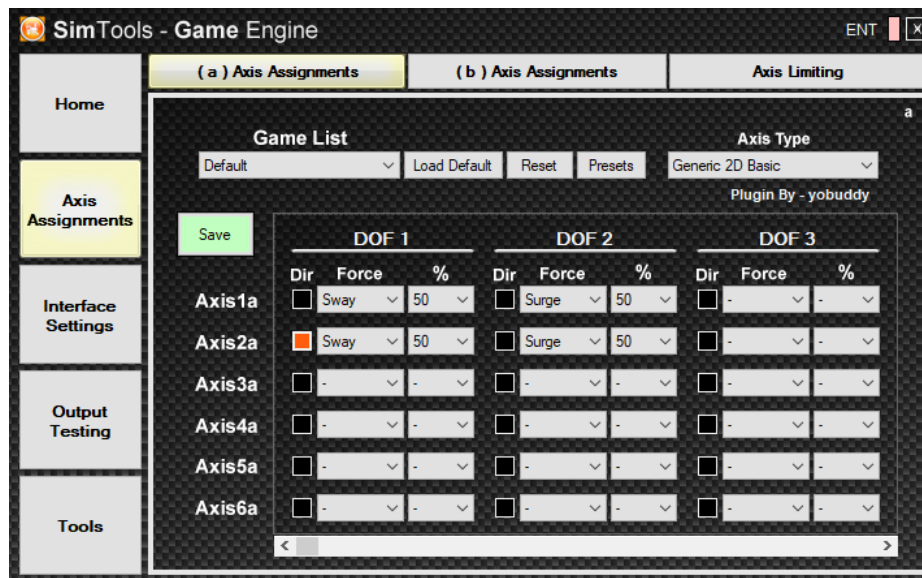 SimTools - Game Engine
ENT
X
Home
Axis
Assignments
Interface
Settings
Output
Testing
Tools
( a ) Axis Assignments
( b ) Axis Assignments
Axis Limiting
a
Game List
Axis Type
Default
Load Default
Reset
Presets
Generic 2D Basic
Plugin By - yobuddy
Save
DOF 1
DOF 2
DOF 3
Dir Force % Dir Force % Dir Force %
Axis1a Sway 50 Surge 50 - -
Axis2a Sway 50 Surge 50 - -
Axis3a - - - - - -
Axis4a - - - - - -
Axis5a - - - - - -
Axis6a - - - - - -